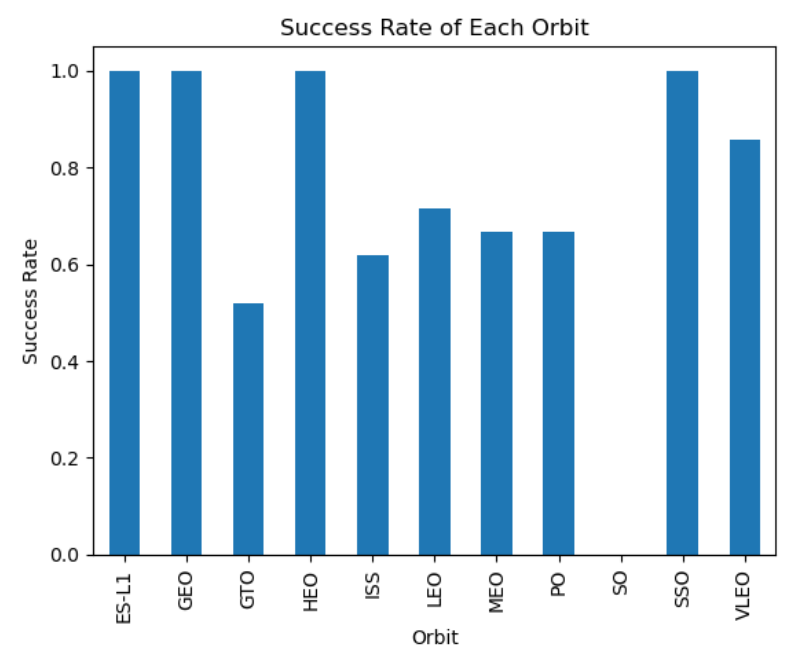 Success Rate of Each Orbit
1.0
0.8
0.6
0.4
0.2
0.0
Success Rate
ES-L1
GEO
GTO
HEO
ISS
LEO
MEO
PO
SO
SSO
VLEO
Orbit